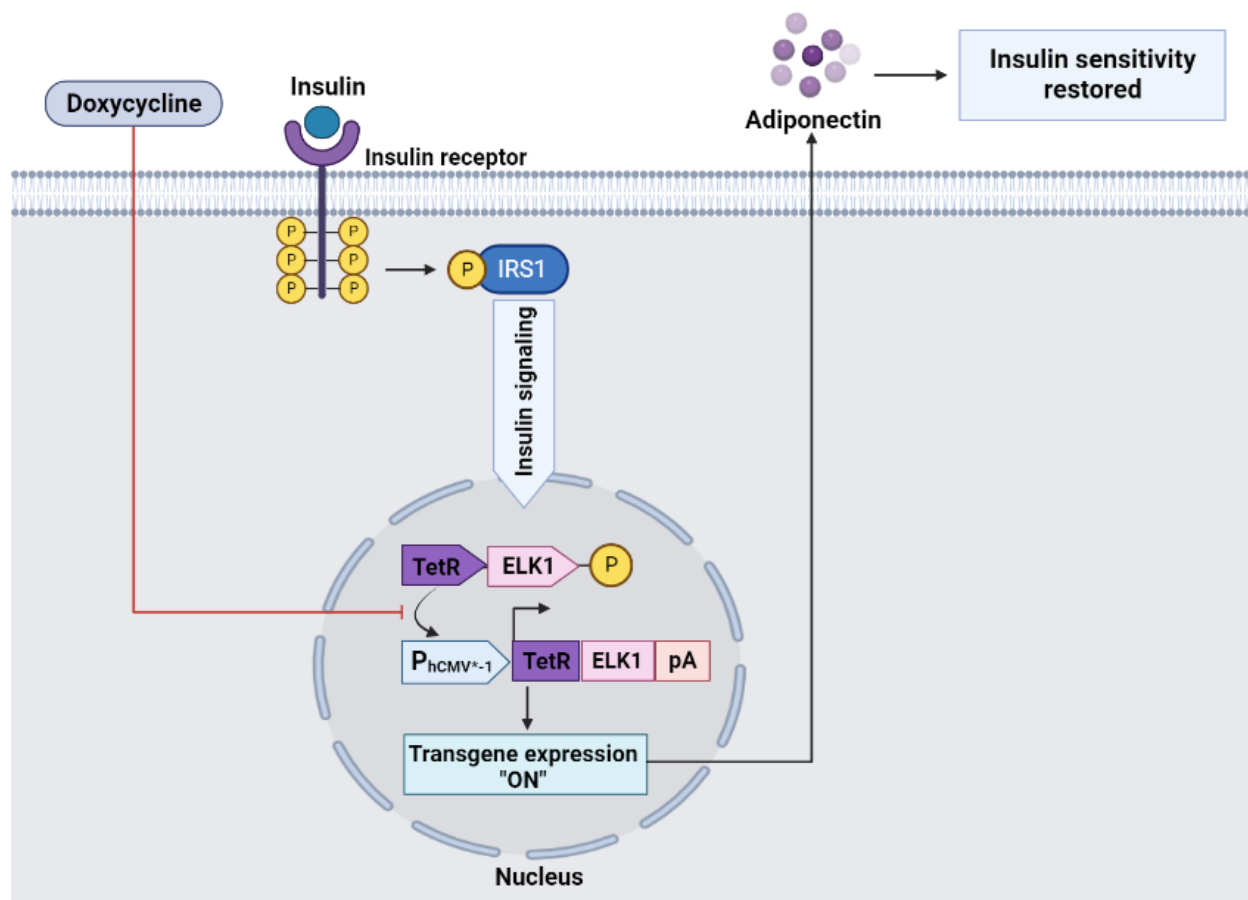 Doxycycline
Insulin
Insulin receptor
Adiponectin
Insulin sensitivity
restored
P
P
P
P
P
P
P
IRS1
Insulin signaling
TetR
ELK1
P
PhCMV*-1
TetR
ELK1
pA
Transgene expression
"ON"
Nucleus